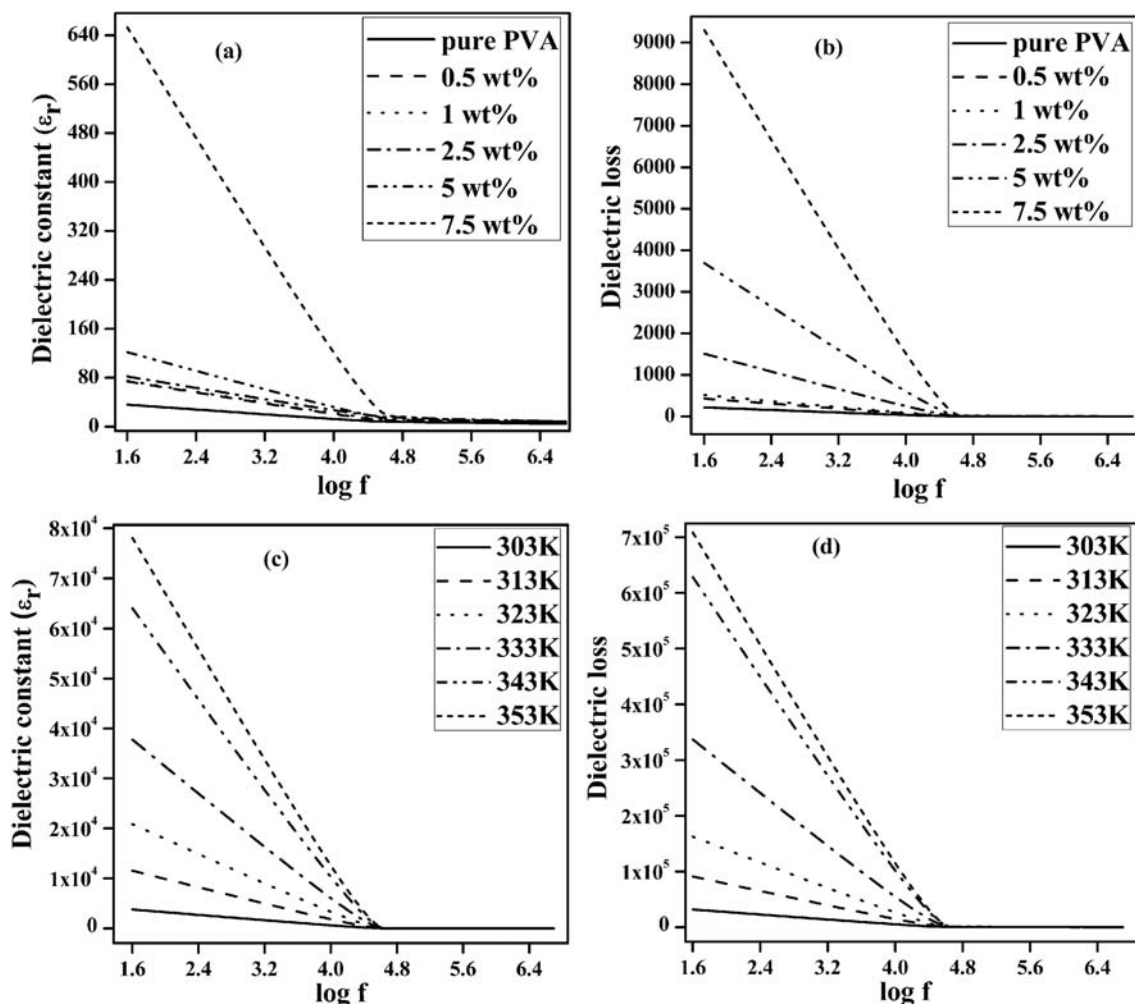 Dielectric constant (εr)
640
560
480
400
320
240
160
80
0
(a)
pure PVA
0.5 wt%
1 wt%
2.5 wt%
5 wt%
7.5 wt%
1.6 2.4 3.2 4.0 4.8 5.6 6.4
log f
Dielectric loss
9000
8000
7000
6000
5000
4000
3000
2000
1000
0
(b)
pure PVA
0.5 wt%
1 wt%
2.5 wt%
5 wt%
7.5 wt%
1.6 2.4 3.2 4.0 4.8 5.6 6.4
log f
Dielectric constant (εr)
8x10⁴
7x10⁴
6x10⁴
5x10⁴
4x10⁴
3x10⁴
2x10⁴
1x10⁴
0
(c)
303K
313K
323K
333K
343K
353K
1.6 2.4 3.2 4.0 4.8 5.6 6.4
log f
Dielectric loss
7x10⁵
6x10⁵
5x10⁵
4x10⁵
3x10⁵
2x10⁵
1x10⁵
0
(d)
303K
313K
323K
333K
343K
353K
1.6 2.4 3.2 4.0 4.8 5.6 6.4
log f